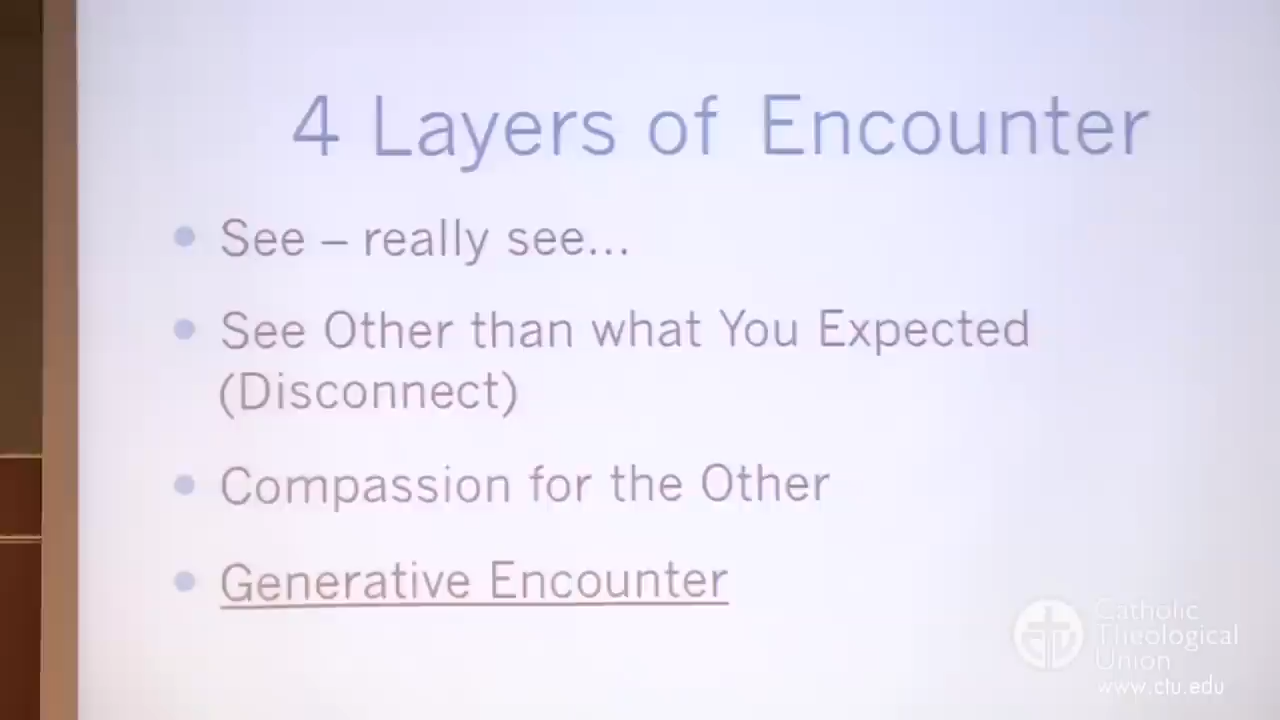 4 Layers of Encounter
See – really see...
See Other than what You Expected
(Disconnect)
Compassion for the Other
Generative Encounter
Catholic
Theological
Union
www.ctu.edu